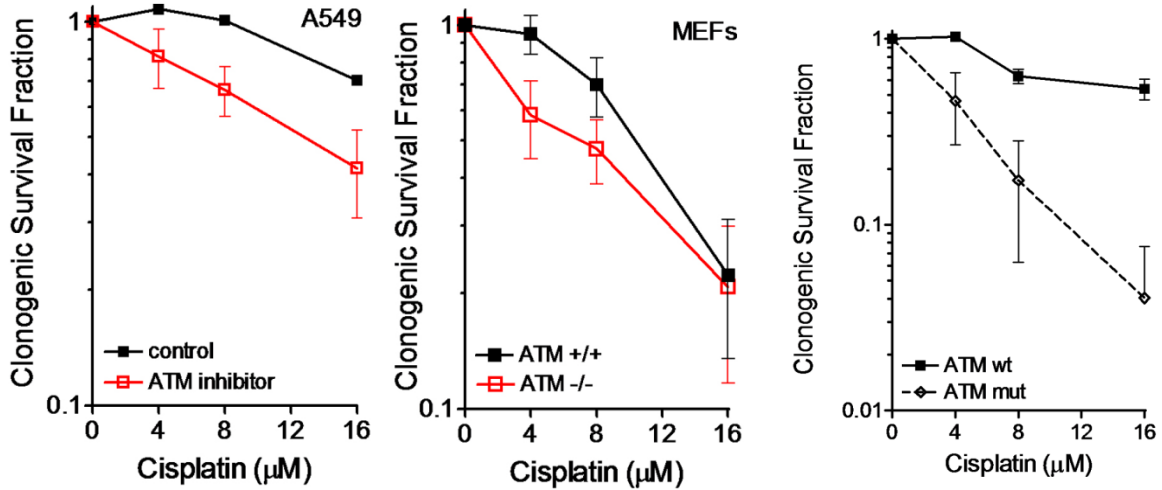 A549
Clonogenic Survival Fraction
1
0.1
control
ATM inhibitor
0 4 8 12 16
Cisplatin (μM)
MEFs
Clonogenic Survival Fraction
1
0.1
ATM +/+
ATM -/-
0 4 8 12 16
Cisplatin (μM)
Clonogenic Survival Fraction
1
0.1
0.01
ATM wt
ATM mut
0 4 8 12 16
Cisplatin (μM)